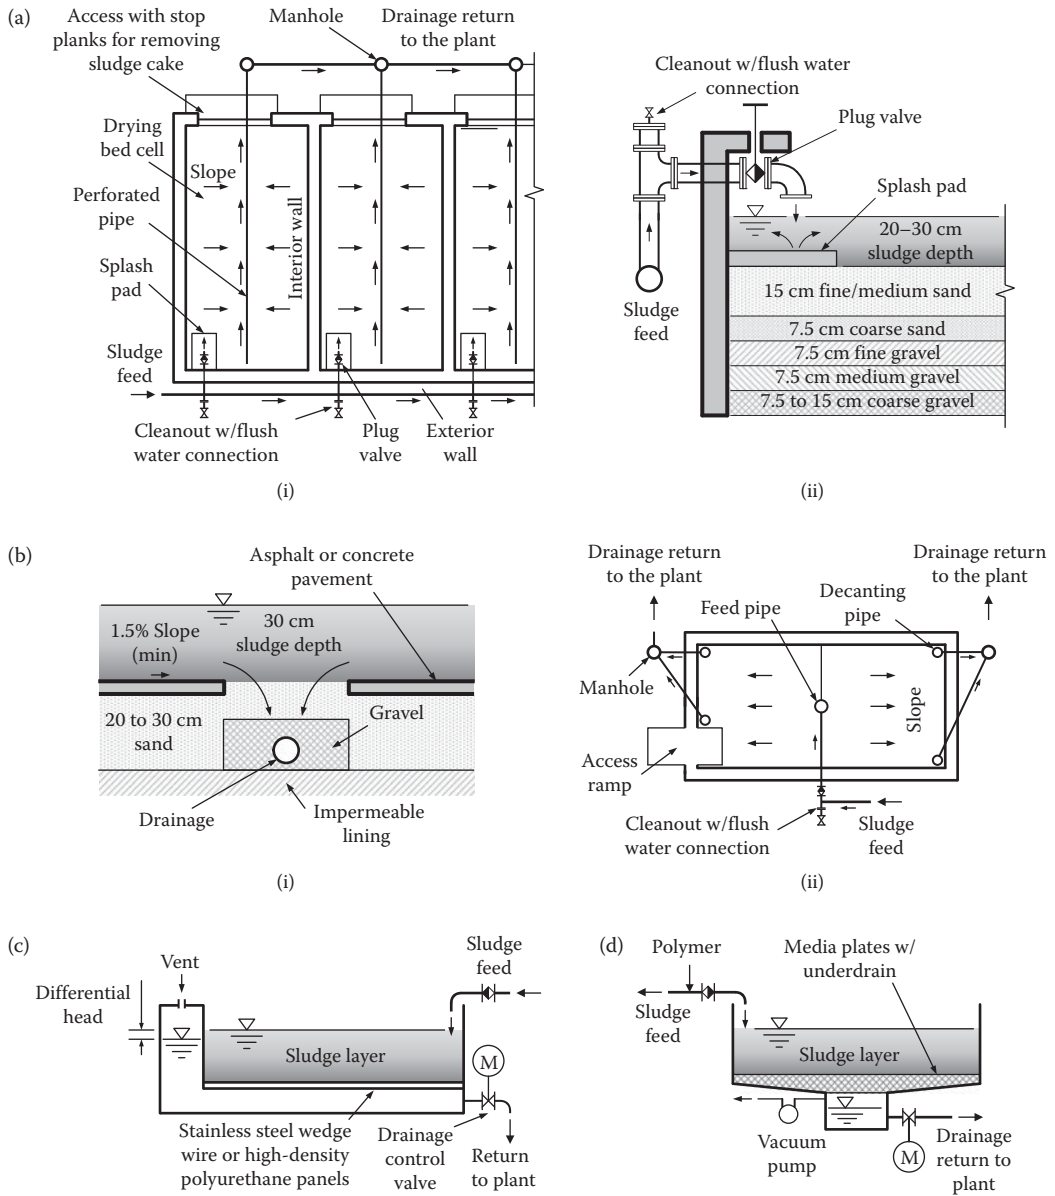 (a)
Access with stop
planks for removing
sludge cake
Manhole
Drainage return
to the plant
Drying
bed cell
Slope
Perforated
pipe
Interior wall
Splash
pad
Sludge
feed
Cleanout w/flush
water connection
Plug
valve
Exterior
wall
(i)
Cleanout w/flush water
connection
Plug valve
Splash pad
20–30 cm
sludge depth
Sludge
feed
15 cm fine/medium sand
7.5 cm coarse sand
7.5 cm fine gravel
7.5 cm medium gravel
7.5 to 15 cm coarse gravel
(ii)
(b)
Asphalt or concrete
pavement
1.5% Slope
(min)
30 cm
sludge depth
20 to 30 cm
sand
Gravel
Drainage
Impermeable
lining
(i)
Drainage return
to the plant
Drainage return
to the plant
Feed pipe
Decanting
pipe
Manhole
Slope
Access
ramp
Cleanout w/flush
water connection
Sludge
feed
(ii)
(c)
Vent
Sludge
feed
Differential
head
Sludge layer
M
Stainless steel wedge
wire or high-density
polyurethane panels
Drainage
control
valve
Return
to plant
(d)
Polymer
Media plates w/
underdrain
Sludge
feed
Sludge layer
Vacuum
pump
M
Drainage
return to
plant